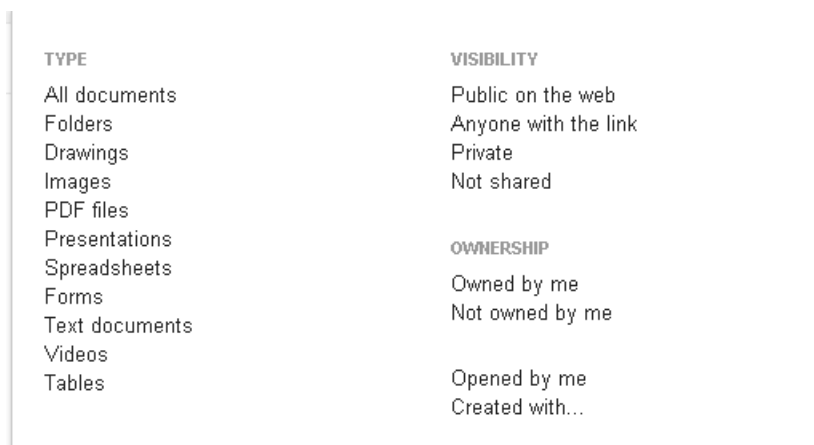 TYPE
All documents
Folders
Drawings
Images
PDF files
Presentations
Spreadsheets
Forms
Text documents
Videos
Tables
VISIBILITY
Public on the web
Anyone with the link
Private
Not shared
OWNERSHIP
Owned by me
Not owned by me
Opened by me
Created with...